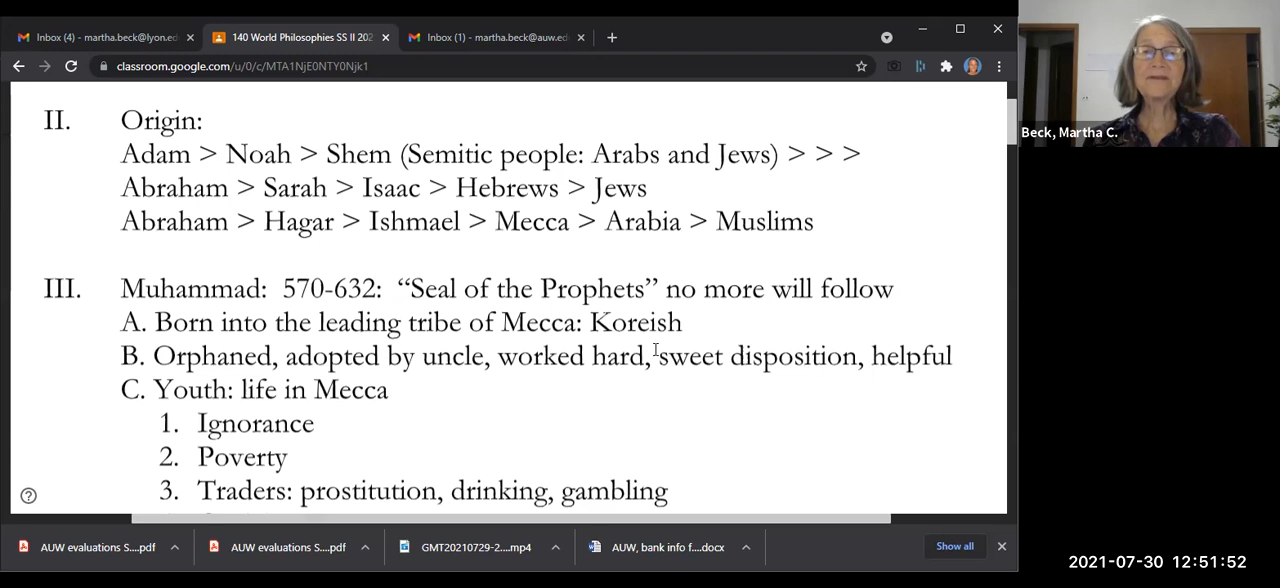 Inbox (4) - martha.beck@lyon.ed
140 World Philosophies SS II 202
Inbox (1) - martha.beck@auw.ed
classroom.google.com/u/0/c/MTA1NjE0NTY0Njk1
Beck, Martha C.
II. Origin:
Adam > Noah > Shem (Semitic people: Arabs and Jews) > > >
Abraham > Sarah > Isaac > Hebrews > Jews
Abraham > Hagar > Ishmael > Mecca > Arabia > Muslims
III. Muhammad: 570-632: “Seal of the Prophets” no more will follow
A. Born into the leading tribe of Mecca: Koreish
B. Orphaned, adopted by uncle, worked hard, sweet disposition, helpful
C. Youth: life in Mecca
1. Ignorance
2. Poverty
3. Traders: prostitution, drinking, gambling
AUW evaluations S....pdf
AUW evaluations S....pdf
GMT20210729-2....mp4
AUW, bank info f....docx
Show all
2021-07-30 12:51:52